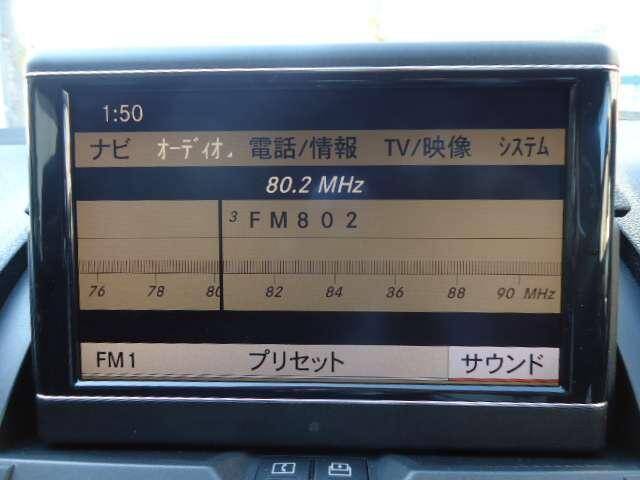 1:50
ナビ ｵｰﾃﾞｨｵ 電話/情報 TV/映像 ｼｽﾃﾑ
80.2 MHz
3 FM802
76 78 80 82 84 86 88 90 MHz
FM1 プリセット サウンド